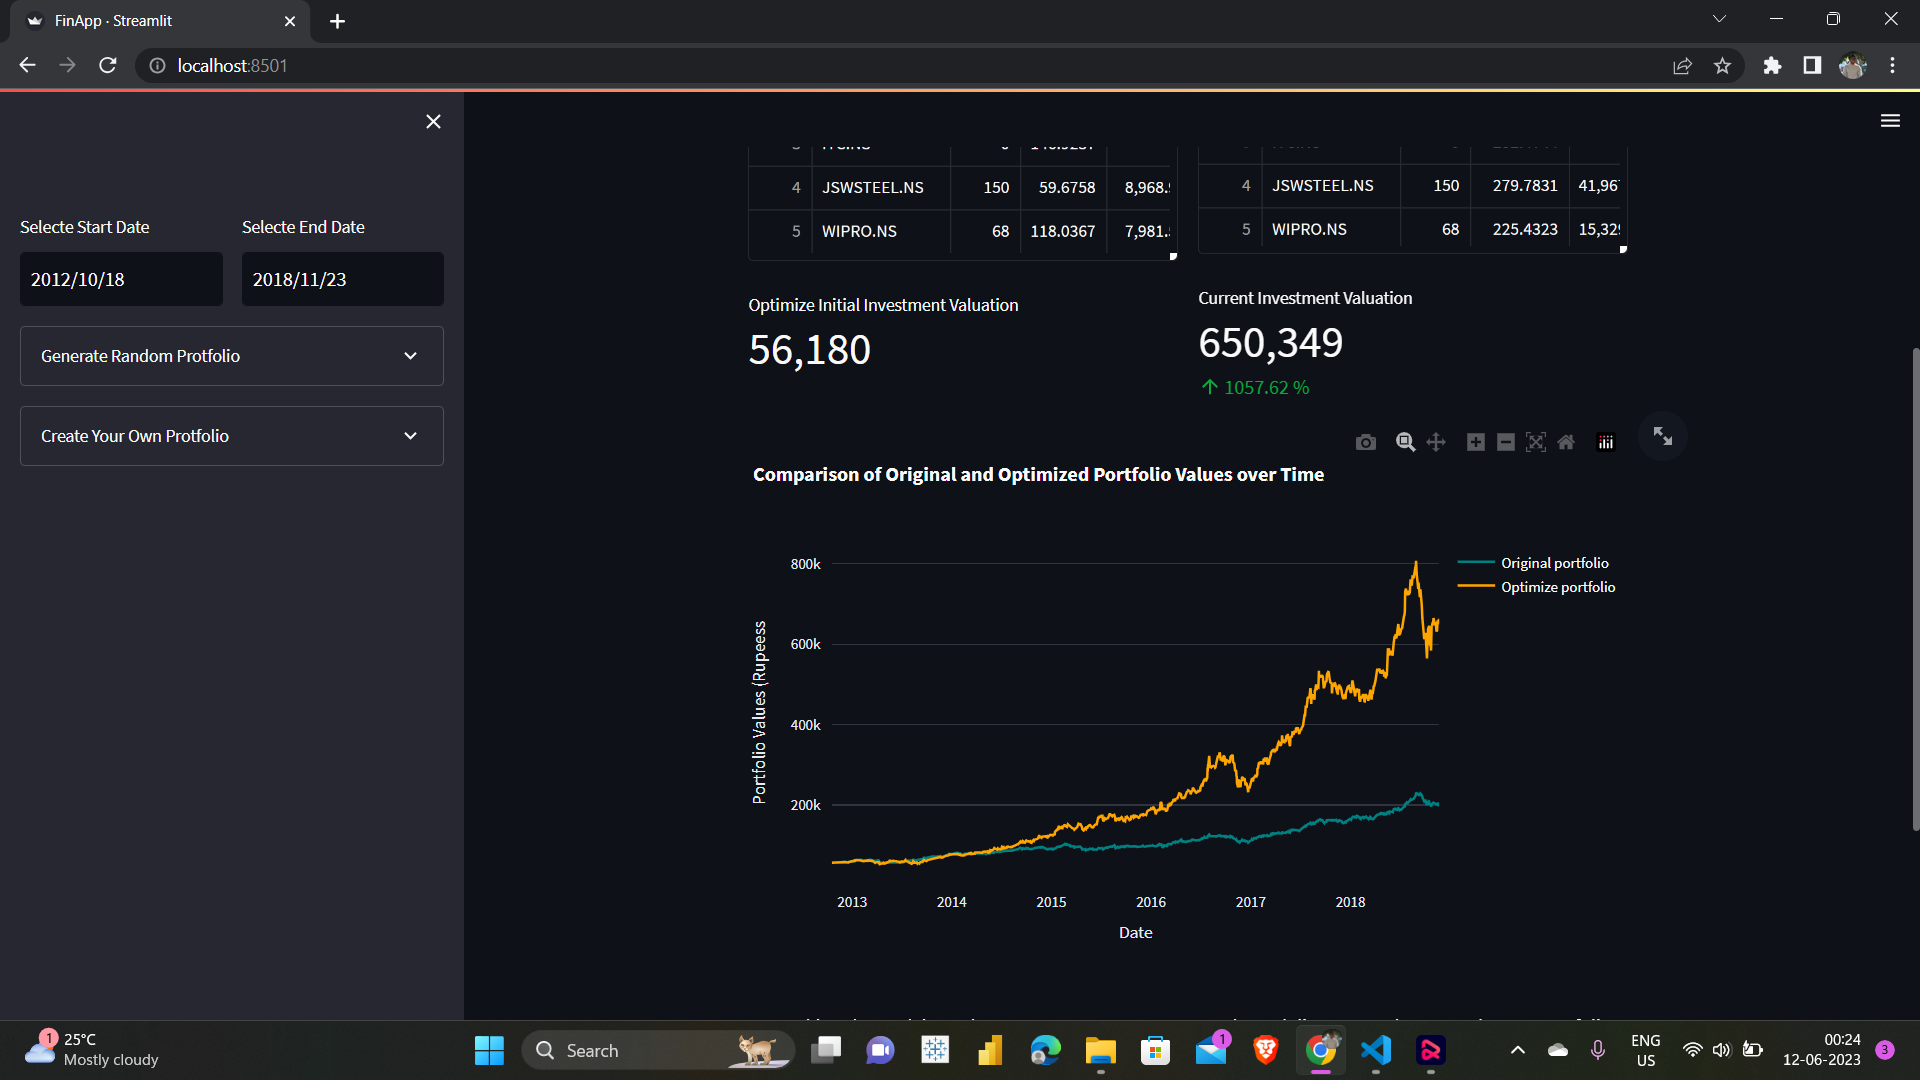 FinApp · Streamlit
localhost:8501
Selecte Start Date
Selecte End Date
2012/10/18
2018/11/23
Generate Random Protfolio
Create Your Own Protfolio
4 JSWSTEEL.NS 150 59.6758 8,968.
5 WIPRO.NS 68 118.0367 7,981.
4 JSWSTEEL.NS 150 279.7831 41,96
5 WIPRO.NS 68 225.4323 15,32
Optimize Initial Investment Valuation
56,180
Current Investment Valuation
650,349
↑ 1057.62 %
Comparison of Original and Optimized Portfolio Values over Time
Portfolio Values (Rupeess
800k
600k
400k
200k
2013 2014 2015 2016 2017 2018
Date
Original portfolio
Optimize portfolio
1
25°C
Mostly cloudy
Search
1
ENG
US
00:24
12-06-2023
3